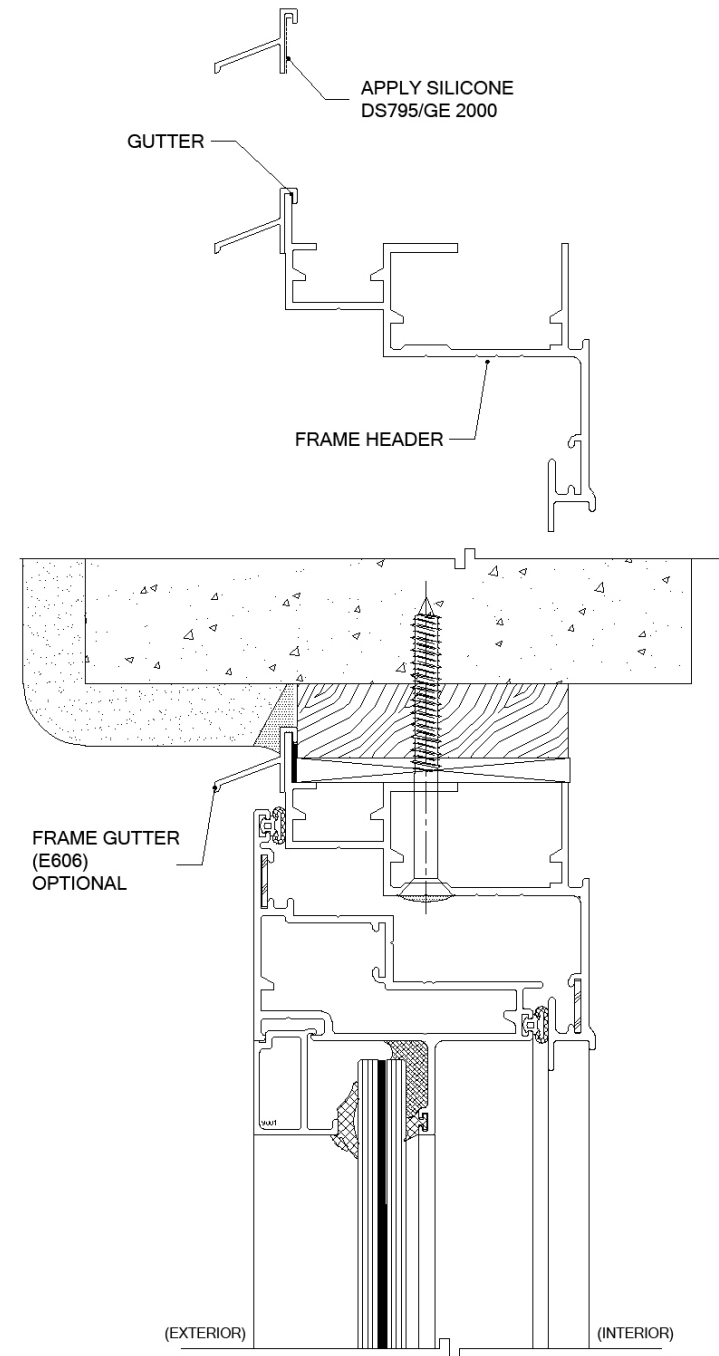 APPLY SILICONE
DS795/GE 2000
GUTTER
FRAME HEADER
FRAME GUTTER
(E606)
OPTIONAL
(EXTERIOR)
(INTERIOR)